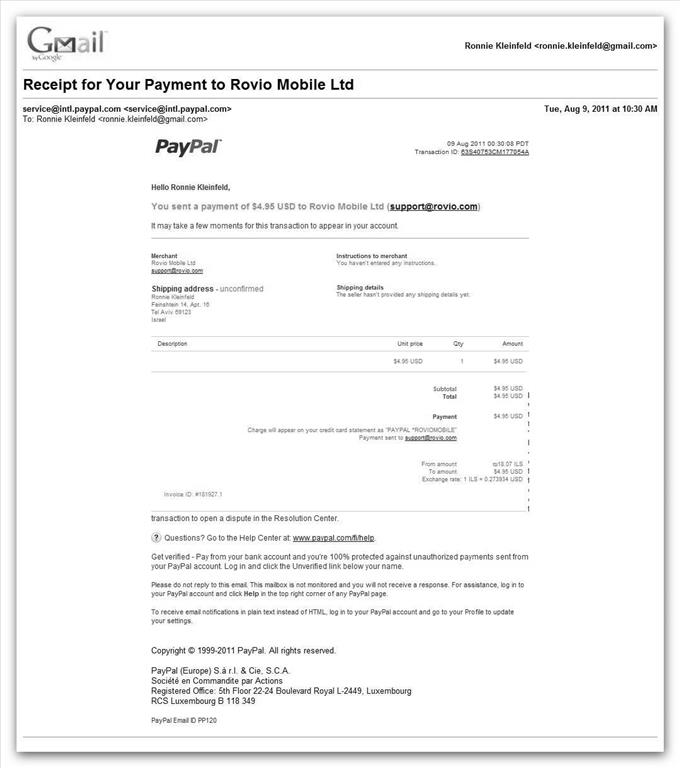 Gmail
by Google
Ronnie Kleinfeld <ronnie.kleinfeld@gmail.com>
Receipt for Your Payment to Rovio Mobile Ltd
service@intl.paypal.com <service@intl.paypal.com>
Tue, Aug 9, 2011 at 10:30 AM
To: Ronnie Kleinfeld <ronnie.kleinfeld@gmail.com>
PayPal
09 Aug 2011 00:30:08 PDT
Transaction ID: 63S40753CM177054A
Hello Ronnie Kleinfeld,
You sent a payment of $4.95 USD to Rovio Mobile Ltd (support@rovio.com)
It may take a few moments for this transaction to appear in your account.
Merchant
Rovio Mobile Ltd
support@rovio.com
Instructions to merchant
You haven't entered any instructions.
Shipping address - unconfirmed
Ronnie Kleinfeld
Feinshtein 14, Apt. 16
Tel Aviv 69123
Israel
Shipping details
The seller hasn't provided any shipping details yet.
Description Unit price Qty Amount
$4.95 USD 1 $4.95 USD
Subtotal $4.95 USD
Total $4.95 USD
Payment $4.95 USD
Charge will appear on your credit card statement as "PAYPAL *ROVIOMOBILE"
Payment sent to support@rovio.com
From amount ₪18.07 ILS
To amount $4.95 USD
Exchange rate: 1 ILS = 0.273934 USD
Invoice ID: #181927.1
transaction to open a dispute in the Resolution Center.
? Questions? Go to the Help Center at: www.paypal.com/fi/help.
Get verified - Pay from your bank account and you're 100% protected against unauthorized payments sent from
your PayPal account. Log in and click the Unverified link below your name.
Please do not reply to this email. This mailbox is not monitored and you will not receive a response. For assistance, log in to
your PayPal account and click Help in the top right corner of any PayPal page.
To receive email notifications in plain text instead of HTML, log in to your PayPal account and go to your Profile to update
your settings.
Copyright © 1999-2011 PayPal. All rights reserved.
PayPal (Europe) S.à r.l. & Cie, S.C.A.
Société en Commandite par Actions
Registered Office: 5th Floor 22-24 Boulevard Royal L-2449, Luxembourg
RCS Luxembourg B 118 349
PayPal Email ID PP120